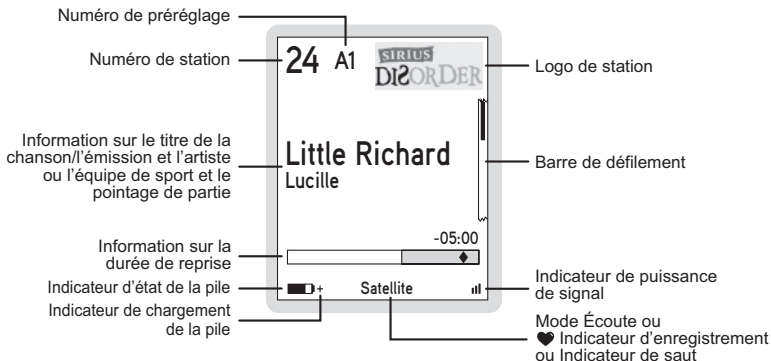 Numéro de préréglage
Numéro de station
24 A1
SIRIUS
DISORDER
Logo de station
Information sur le titre de la
chanson/l'émission et l'artiste
ou l'équipe de sport et le
pointage de partie
Little Richard
Lucille
Barre de défilement
Information sur la
durée de reprise
-05:00
Indicateur d'état de la pile
Indicateur de chargement
de la pile
+
Satellite
Indicateur de puissance
de signal
Mode Écoute ou
♥ Indicateur d'enregistrement
ou Indicateur de saut